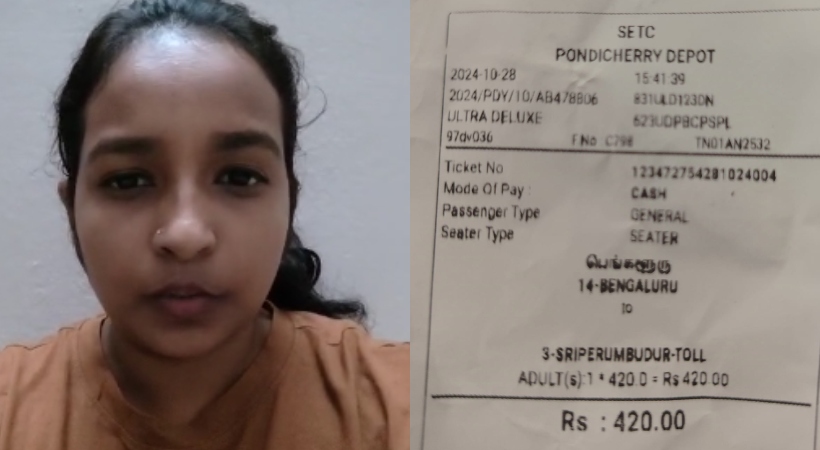 SETC
PONDICHERRY DEPOT
2024-10-28 15:41:39
2024/PDY/10/AB478806 831ULD1230N
ULTRA DELUXE 623UDPBCPSPL
97dv036 F.No C798 TN01AN2532
Ticket No 123472754281024004
Mode Of Pay : CASH
Passenger Type GENERAL
Seater Type SEATER
பெங்களூரு
14-BENGALURU
to
3-SRIPERUMBUDUR-TOLL
ADULT(s):1 * 420.0 = Rs 420.00
Rs : 420.00